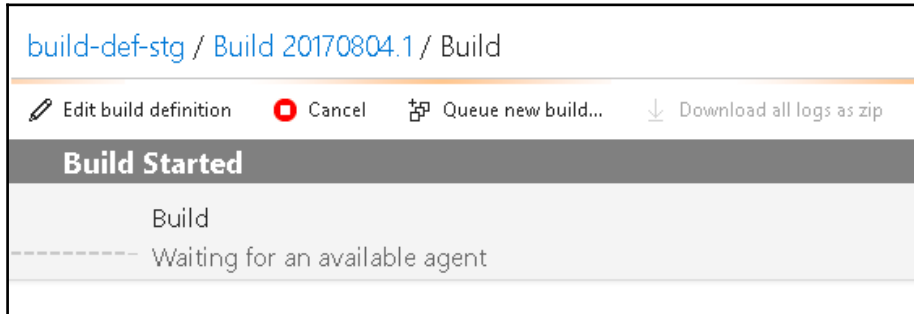 build-def-stg / Build 20170804.1 / Build
Edit build definition Cancel Queue new build... Download all logs as zip
Build Started
Build
Waiting for an available agent